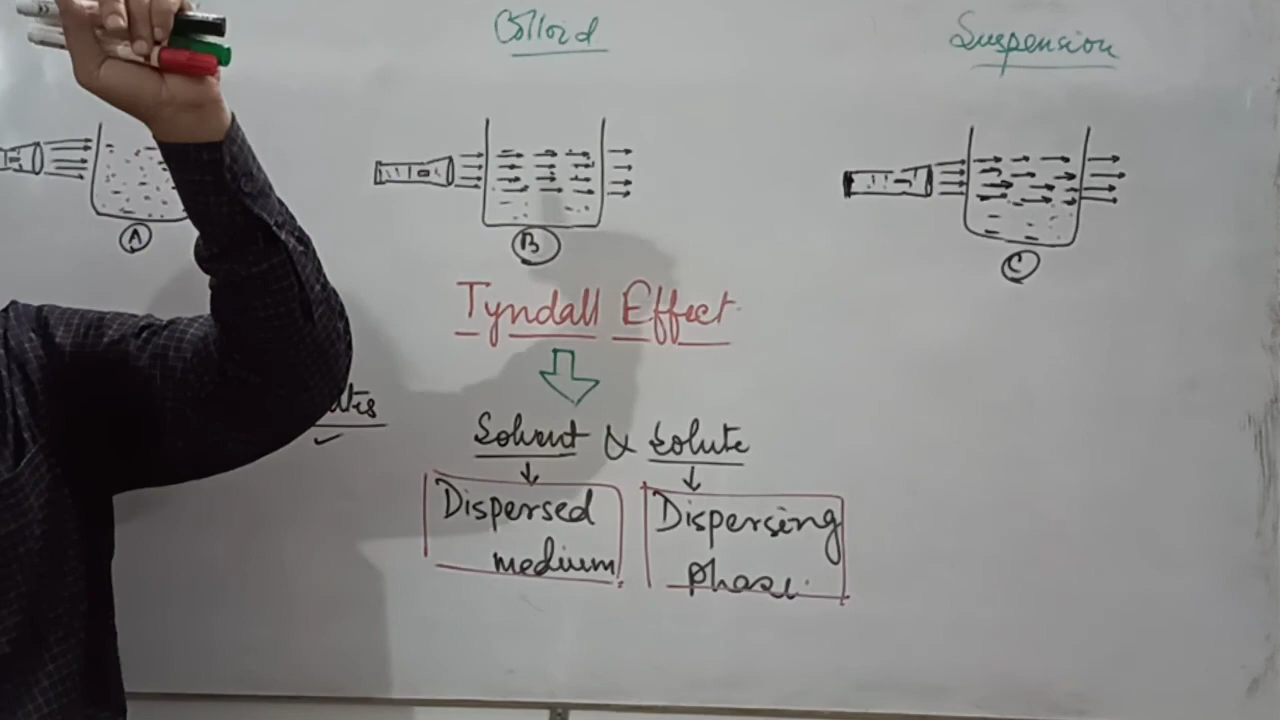 Colloid
Suspension
A
B
C
Tyndall Effect
Solvent & Solute
Dispersed
medium
Dispersing
phase.